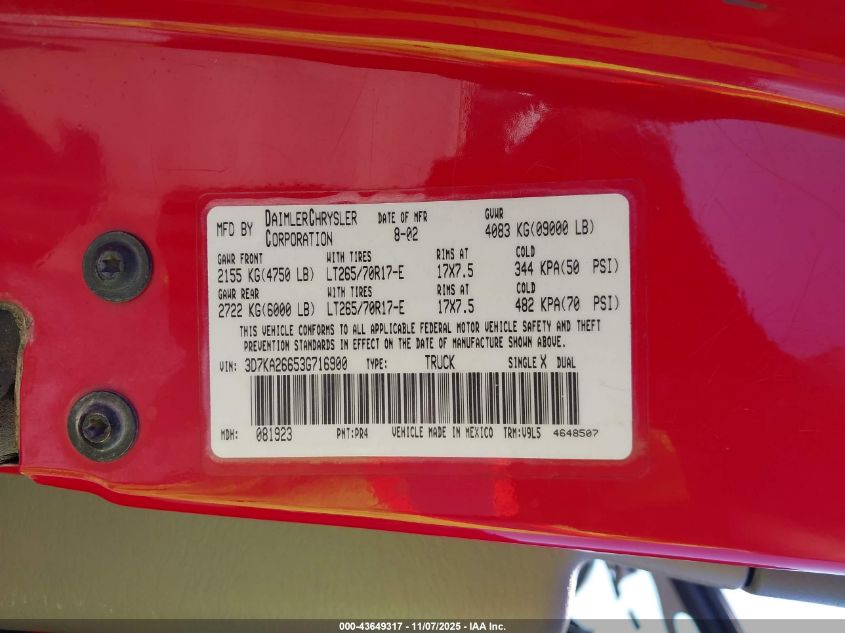 MFD BY DAIMLERCHRYSLER CORPORATION DATE OF MFR 8-02 GVWR 4083 KG(09000 LB)
GAWR FRONT WITH TIRES RIMS AT COLD
2155 KG(4750 LB) LT265/70R17-E 17X7.5 344 KPA(50 PSI)
GAWR REAR WITH TIRES RIMS AT COLD
2722 KG(6000 LB) LT265/70R17-E 17X7.5 482 KPA(70 PSI)
THIS VEHICLE CONFORMS TO ALL APPLICABLE FEDERAL MOTOR VEHICLE SAFETY AND THEFT
PREVENTION STANDARDS IN EFFECT ON THE DATE OF MANUFACTURE SHOWN ABOVE.
VIN: 3D7KA26653G716900 TYPE: TRUCK SINGLE X DUAL
MDH: 081923 PNT:PR4 VEHICLE MADE IN MEXICO TRM:V9L5 4648507
000-43649317 - 11/07/2025 - IAA Inc.